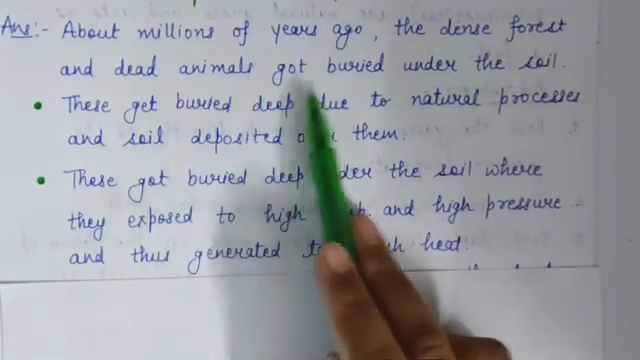 Ans:- About millions of years ago, the dense forest
and dead animals got buried under the soil.
• These get buried deep due to natural processes
and soil deposited them.
• These got buried deep the soil where
they exposed to high and high pressure
and thus generated heat.